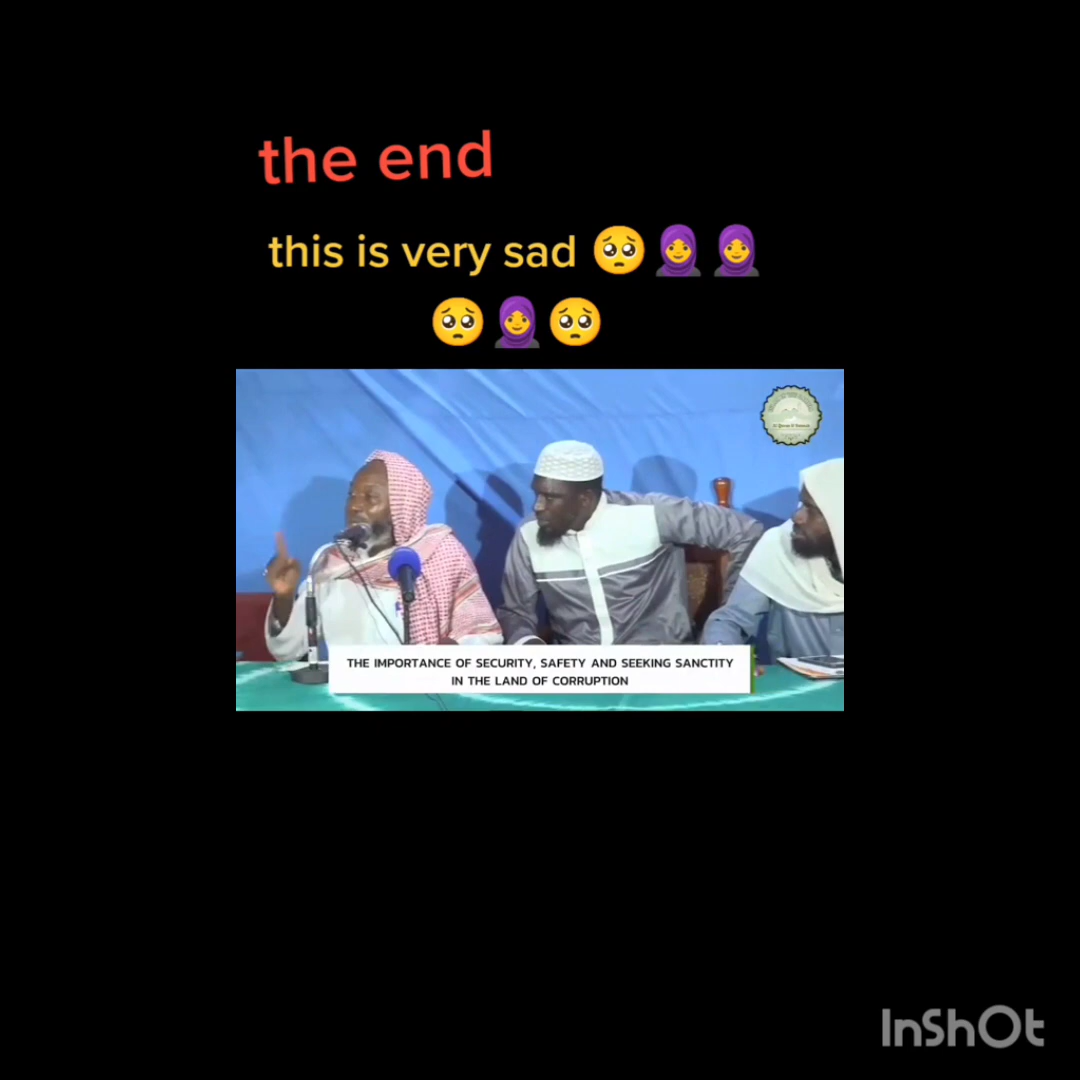 the end
this is very sad 🥺🧕🧕
🥺🧕🥺
THE IMPORTANCE OF SECURITY, SAFETY AND SEEKING SANCTITY
IN THE LAND OF CORRUPTION
InShOt